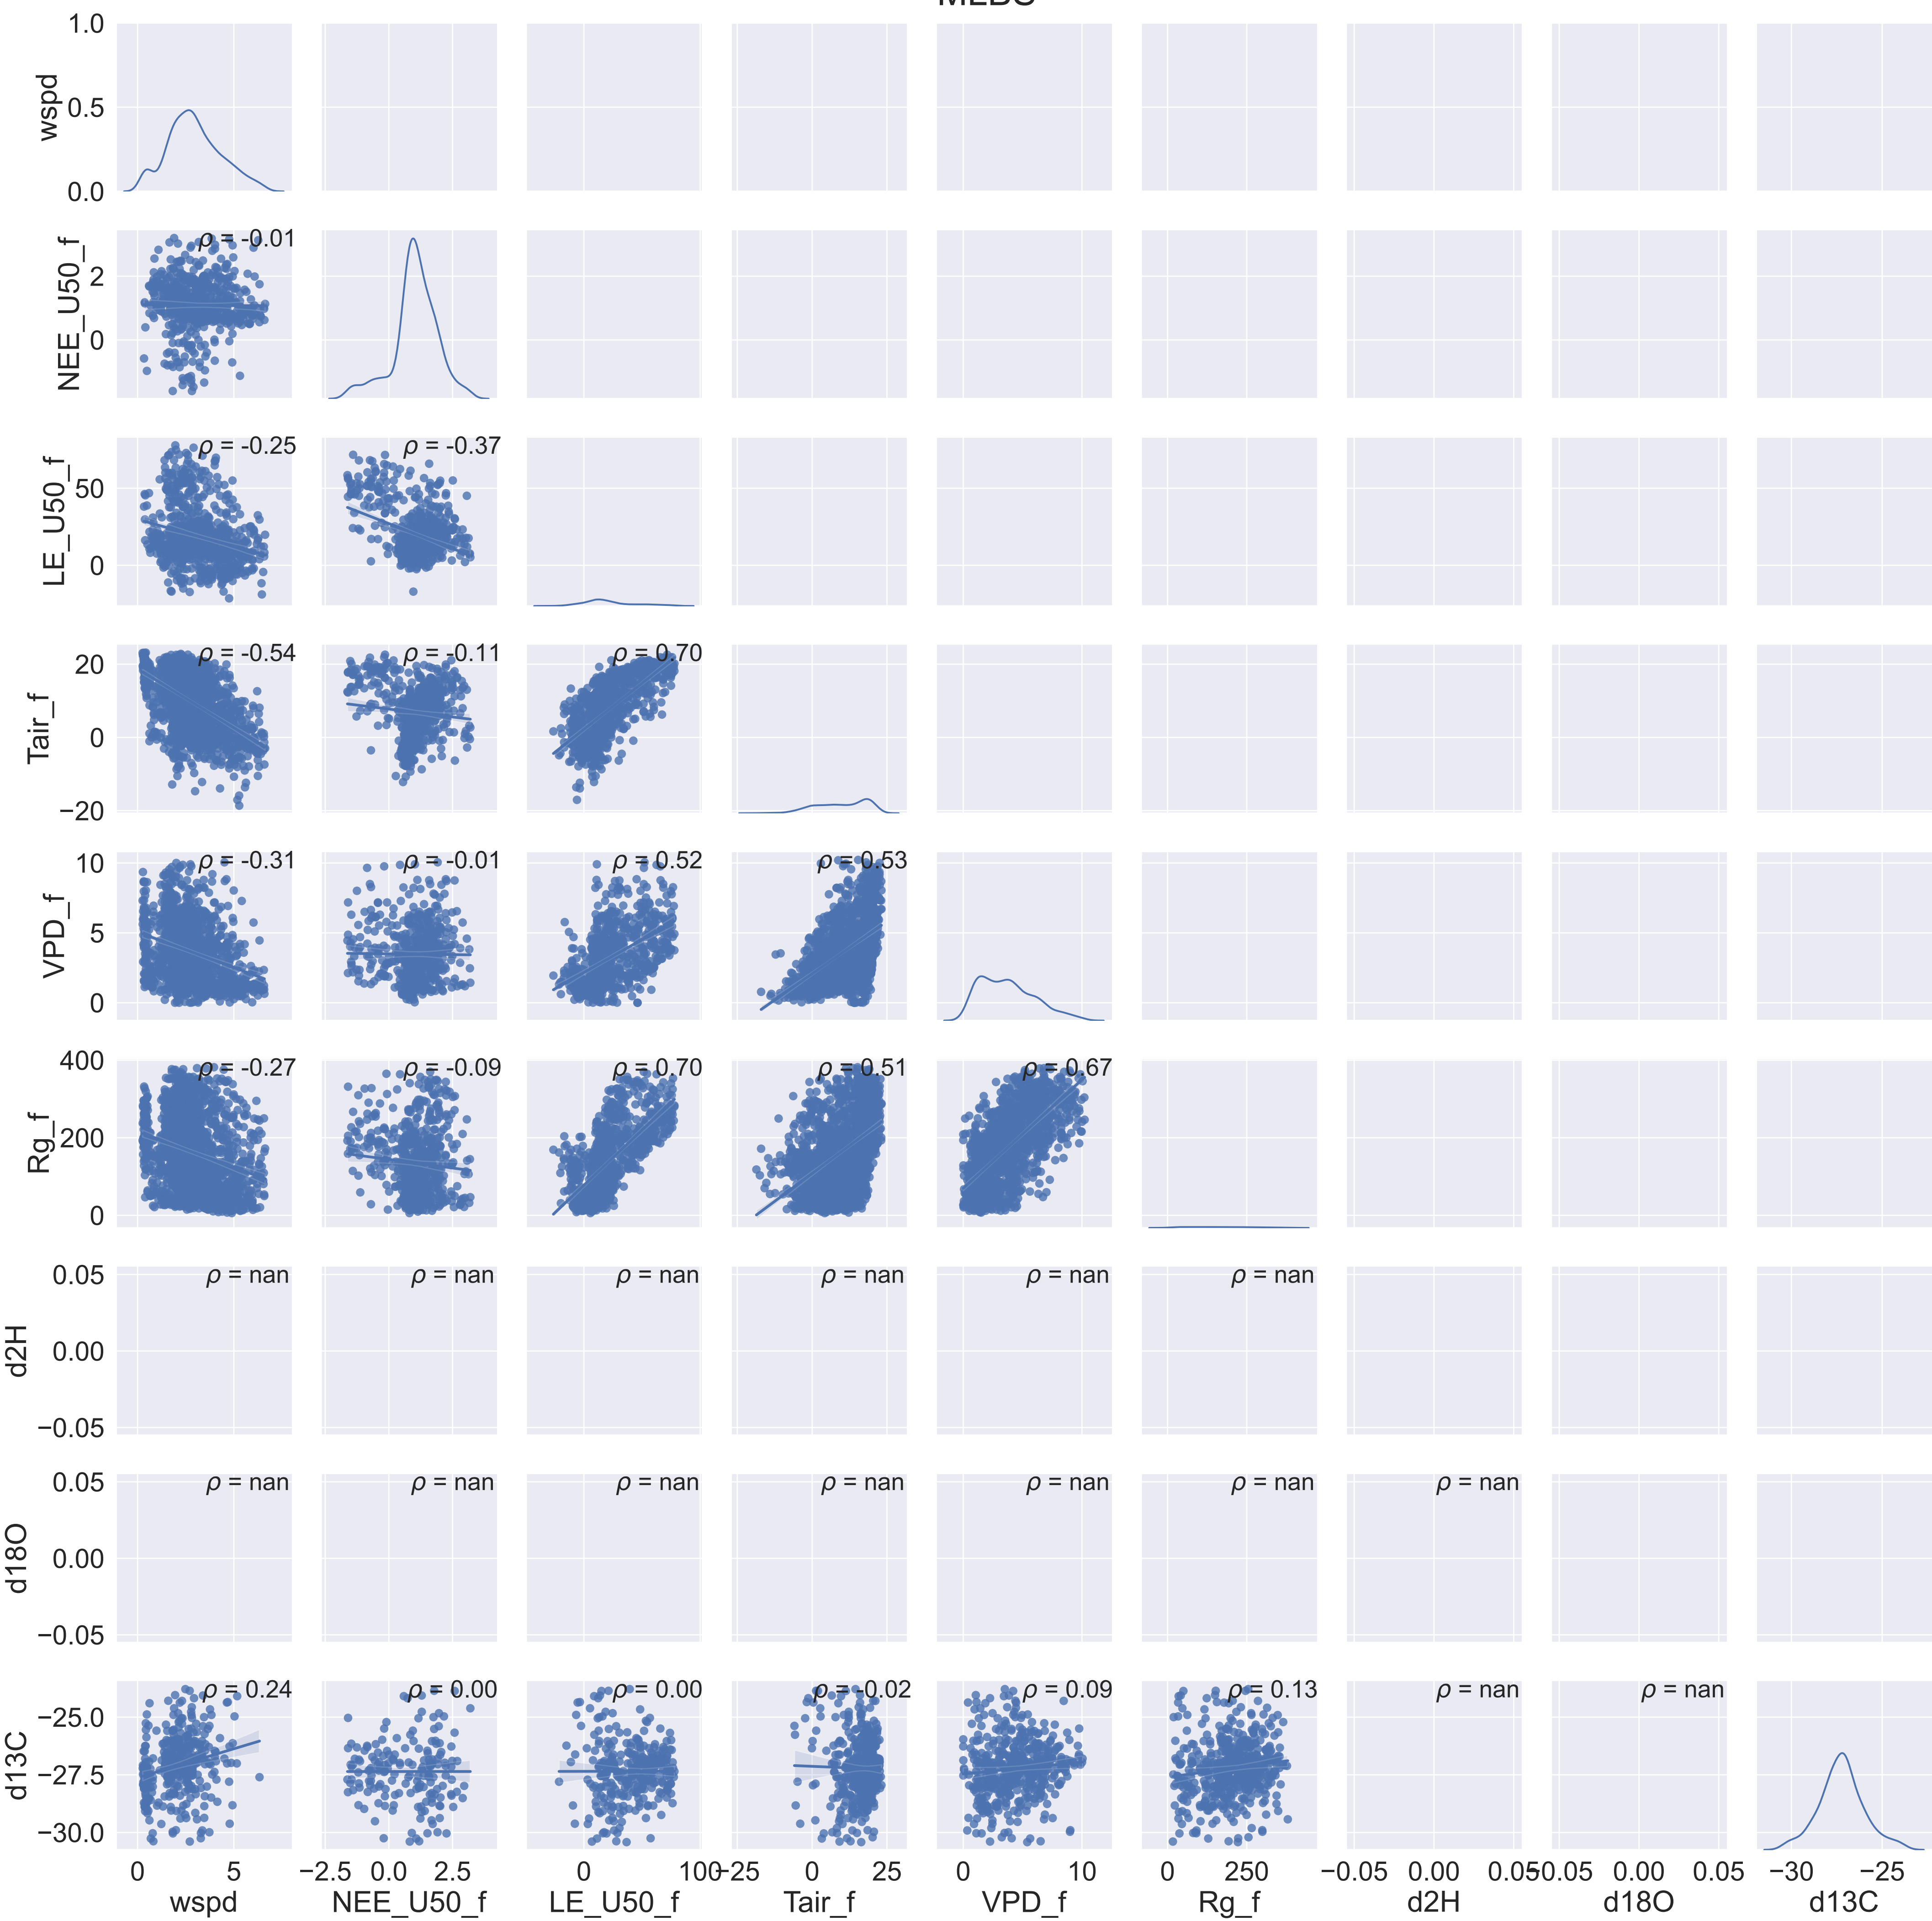 1.0
0.5
0.0
wspd
ρ = -0.01
2
0
NEE_U50_f
ρ = -0.25 ρ = -0.37
50
0
LE_U50_f
ρ = -0.54 ρ = -0.11 ρ = 0.70
20
0
−20
Tair_f
ρ = -0.31 ρ = -0.01 ρ = 0.52 ρ = 0.53
10
5
0
VPD_f
ρ = -0.27 ρ = -0.09 ρ = 0.70 ρ = 0.51 ρ = 0.67
400
200
0
Rg_f
ρ = nan ρ = nan ρ = nan ρ = nan ρ = nan ρ = nan
0.05
0.00
−0.05
d2H
ρ = nan ρ = nan ρ = nan ρ = nan ρ = nan ρ = nan ρ = nan
0.05
0.00
−0.05
d18O
ρ = 0.24 ρ = 0.00 ρ = 0.00 ρ = -0.02 ρ = 0.09 ρ = 0.13 ρ = nan ρ = nan
−25.0
−27.5
−30.0
d13C
0 5 −2.5 0.0 2.5 0 100 −25 0 25 0 10 0 250 −0.05 0.00 0.05 −0.05 0.00 0.05 −30 −25
wspd NEE_U50_f LE_U50_f Tair_f VPD_f Rg_f d2H d18O d13C